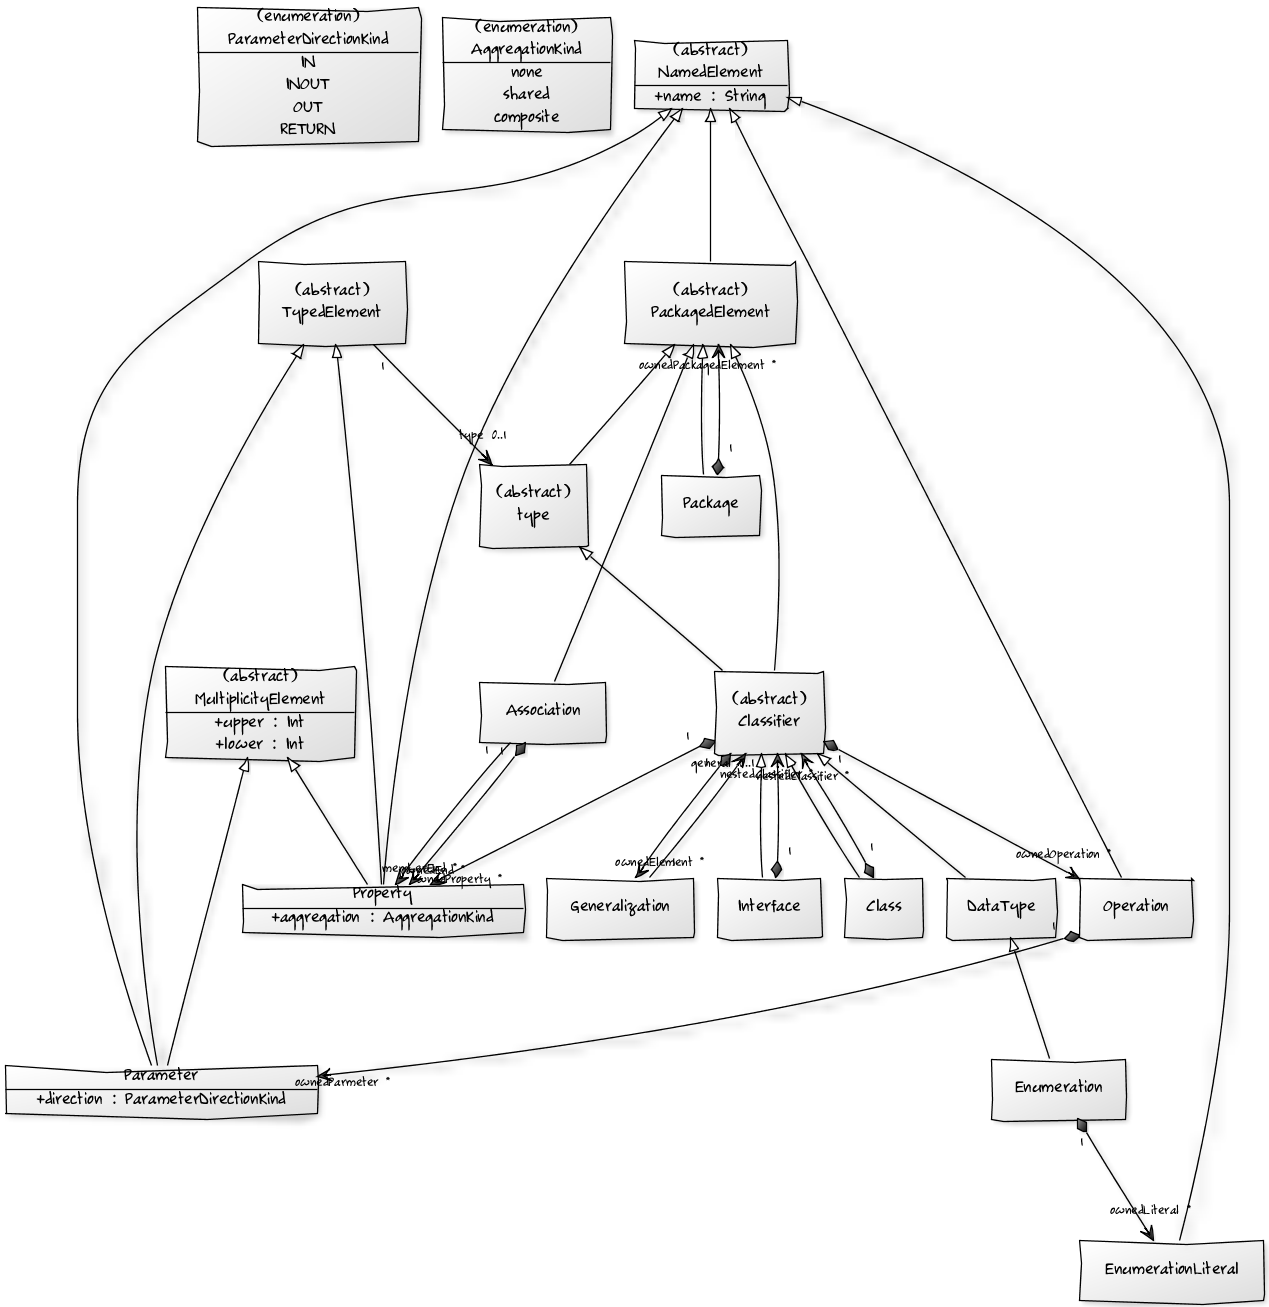 (enumeration)
ParameterDirectionKind
IN
INOUT
OUT
RETURN
(enumeration)
AggregationKind
none
shared
composite
(abstract)
NamedElement
+name : String
(abstract)
TypedElement
(abstract)
PackagedElement
1
ownedPackagedElement *
type 0..1
1
(abstract)
type
Package
(abstract)
MultiplicityElement
+upper : Int
+lower : Int
Association
(abstract)
Classifier
1
1
1
1
general 0..1
nestedClassifier
nestedClassifier *
ownedElement *
1
1
ownedOperation *
memberEnd *
ownedEnd *
ownedProperty *
Property
+aggregation : AggregationKind
Generalization
Interface
Class
DataType
Operation
1
Parameter
+direction : ParameterDirectionKind
ownedParmeter *
Enumeration
1
ownedLiteral *
EnumerationLiteral